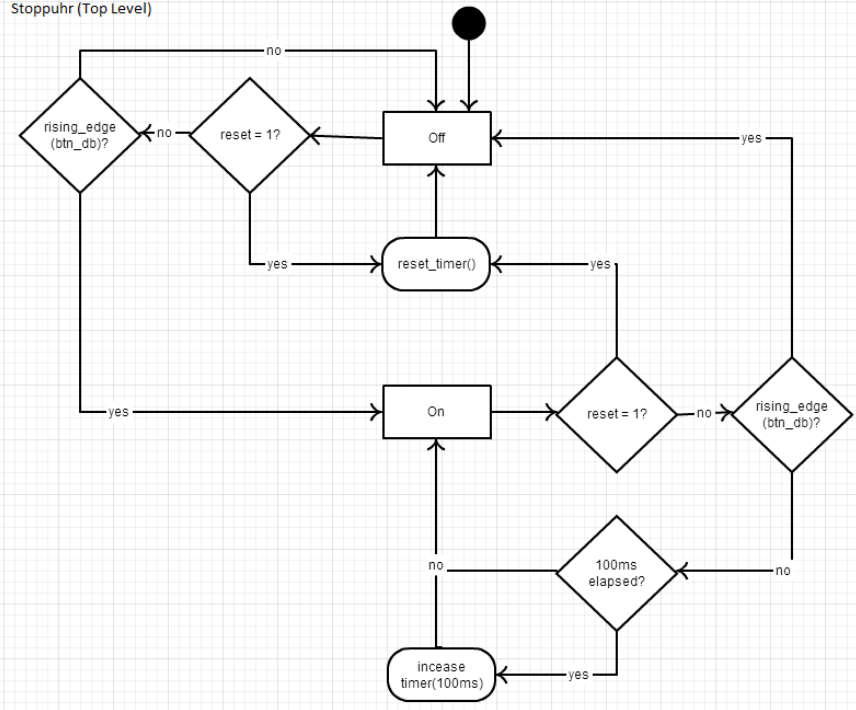 Stoppuhr (Top Level)
no
rising_edge
(btn_db)?
no
reset = 1?
Off
yes
yes
reset_timer()
yes
yes
On
reset = 1?
no
rising_edge
(btn_db)?
no
100ms
elapsed?
no
incease
timer(100ms)
yes